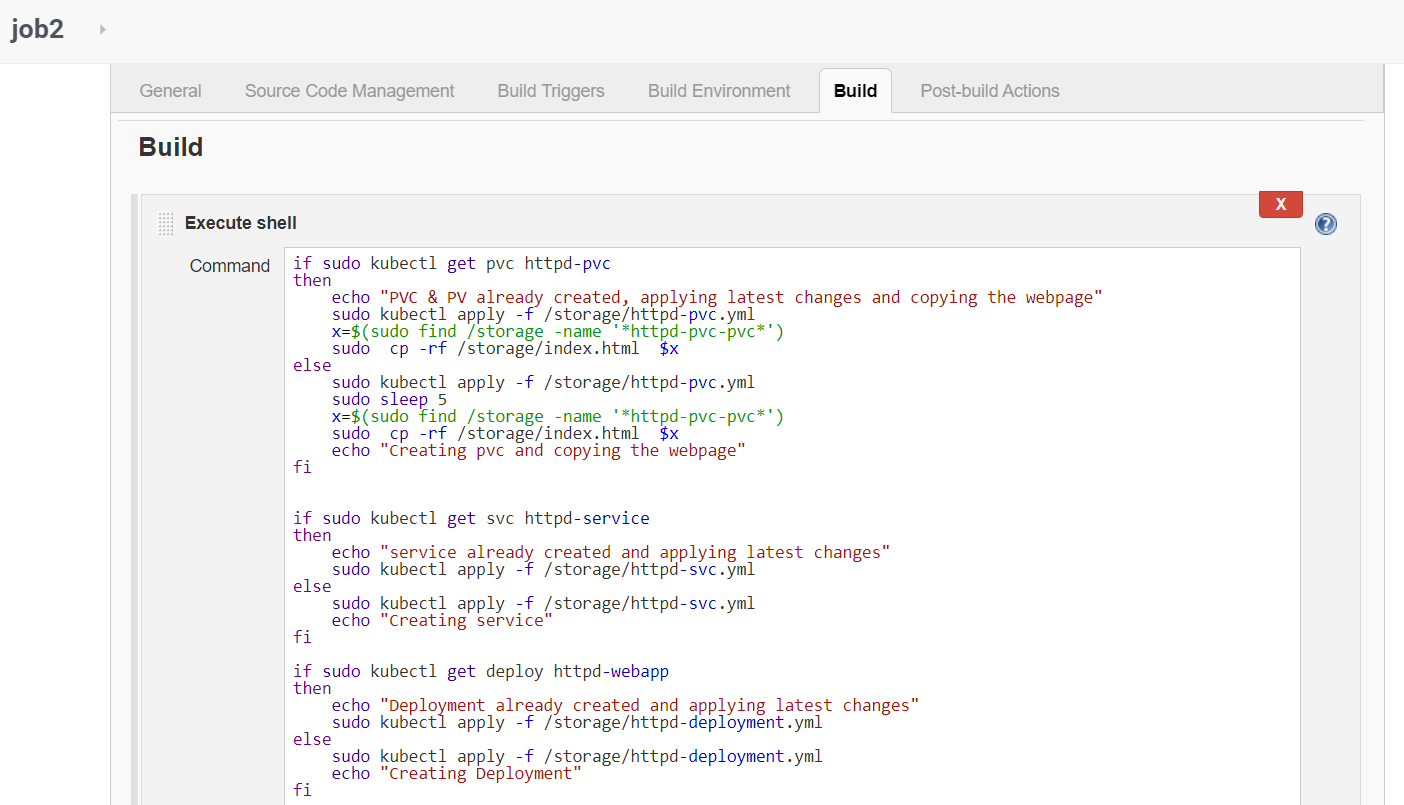 job2
General Source Code Management Build Triggers Build Environment Build Post-build Actions
Build
X
Execute shell
?
Command
if sudo kubectl get pvc httpd-pvc
then
    echo "PVC & PV already created, applying latest changes and copying the webpage"
    sudo kubectl apply -f /storage/httpd-pvc.yml
    x=$(sudo find /storage -name '*httpd-pvc-pvc*')
    sudo  cp -rf /storage/index.html  $x
else
    sudo kubectl apply -f /storage/httpd-pvc.yml
    sudo sleep 5
    x=$(sudo find /storage -name '*httpd-pvc-pvc*')
    sudo  cp -rf /storage/index.html  $x
    echo "Creating pvc and copying the webpage"
fi
if sudo kubectl get svc httpd-service
then
    echo "service already created and applying latest changes"
    sudo kubectl apply -f /storage/httpd-svc.yml
else
    sudo kubectl apply -f /storage/httpd-svc.yml
    echo "Creating service"
fi
if sudo kubectl get deploy httpd-webapp
then
    echo "Deployment already created and applying latest changes"
    sudo kubectl apply -f /storage/httpd-deployment.yml
else
    sudo kubectl apply -f /storage/httpd-deployment.yml
    echo "Creating Deployment"
fi